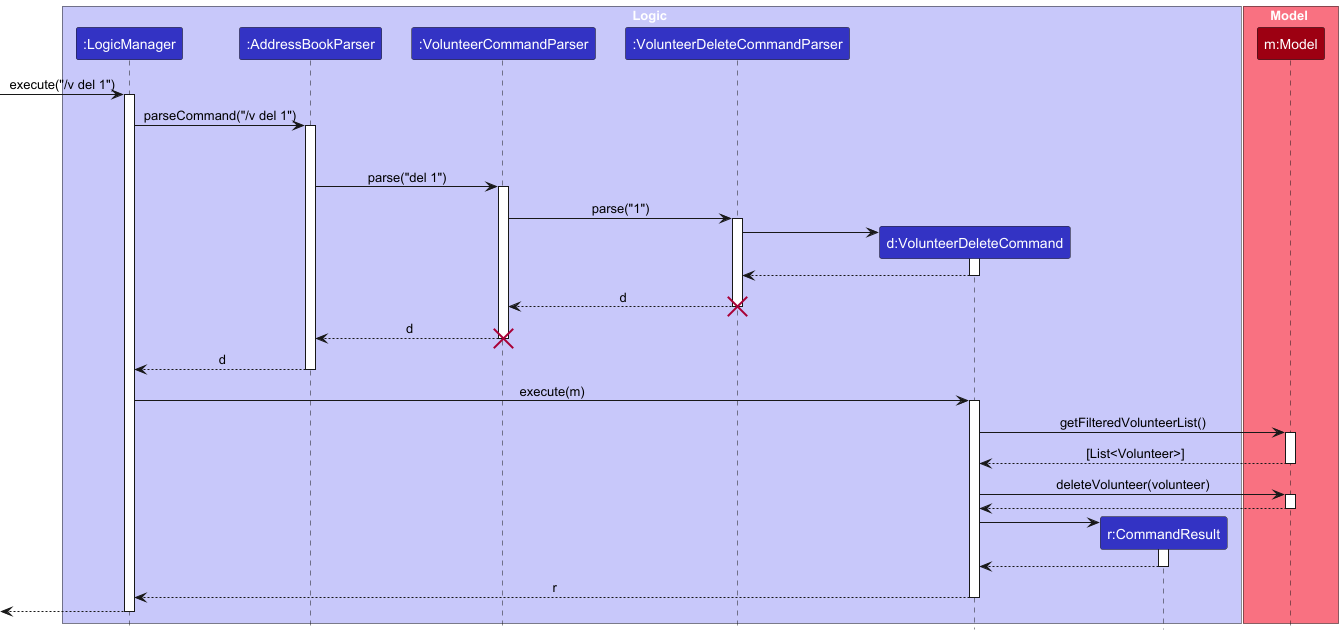 Logic
Model
:LogicManager
:AddressBookParser
:VolunteerCommandParser
:VolunteerDeleteCommandParser
m:Model
execute("/v del 1")
parseCommand("/v del 1")
parse("del 1")
parse("1")
d:VolunteerDeleteCommand
d
d
d
execute(m)
getFilteredVolunteerList()
[List<Volunteer>]
deleteVolunteer(volunteer)
r:CommandResult
r